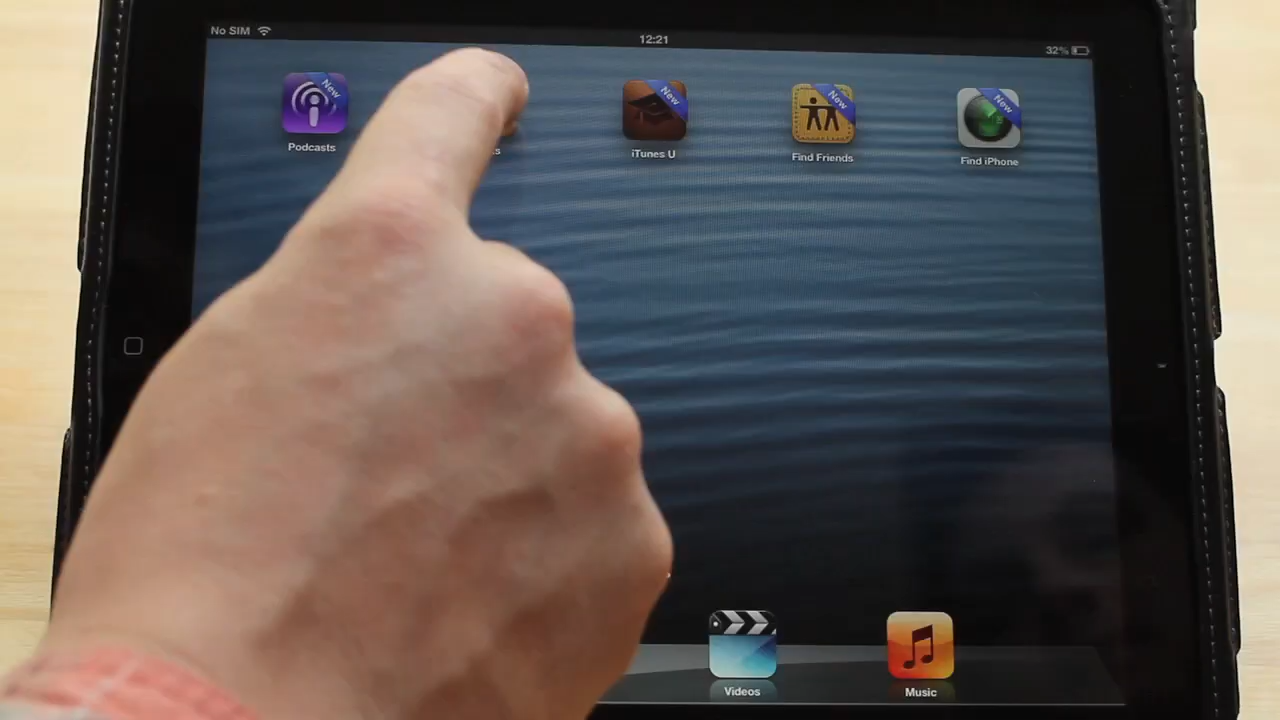 No SIM
12:21
32%
New
New
New
New
Podcasts
iTunes U
Find Friends
Find iPhone
Videos
Music